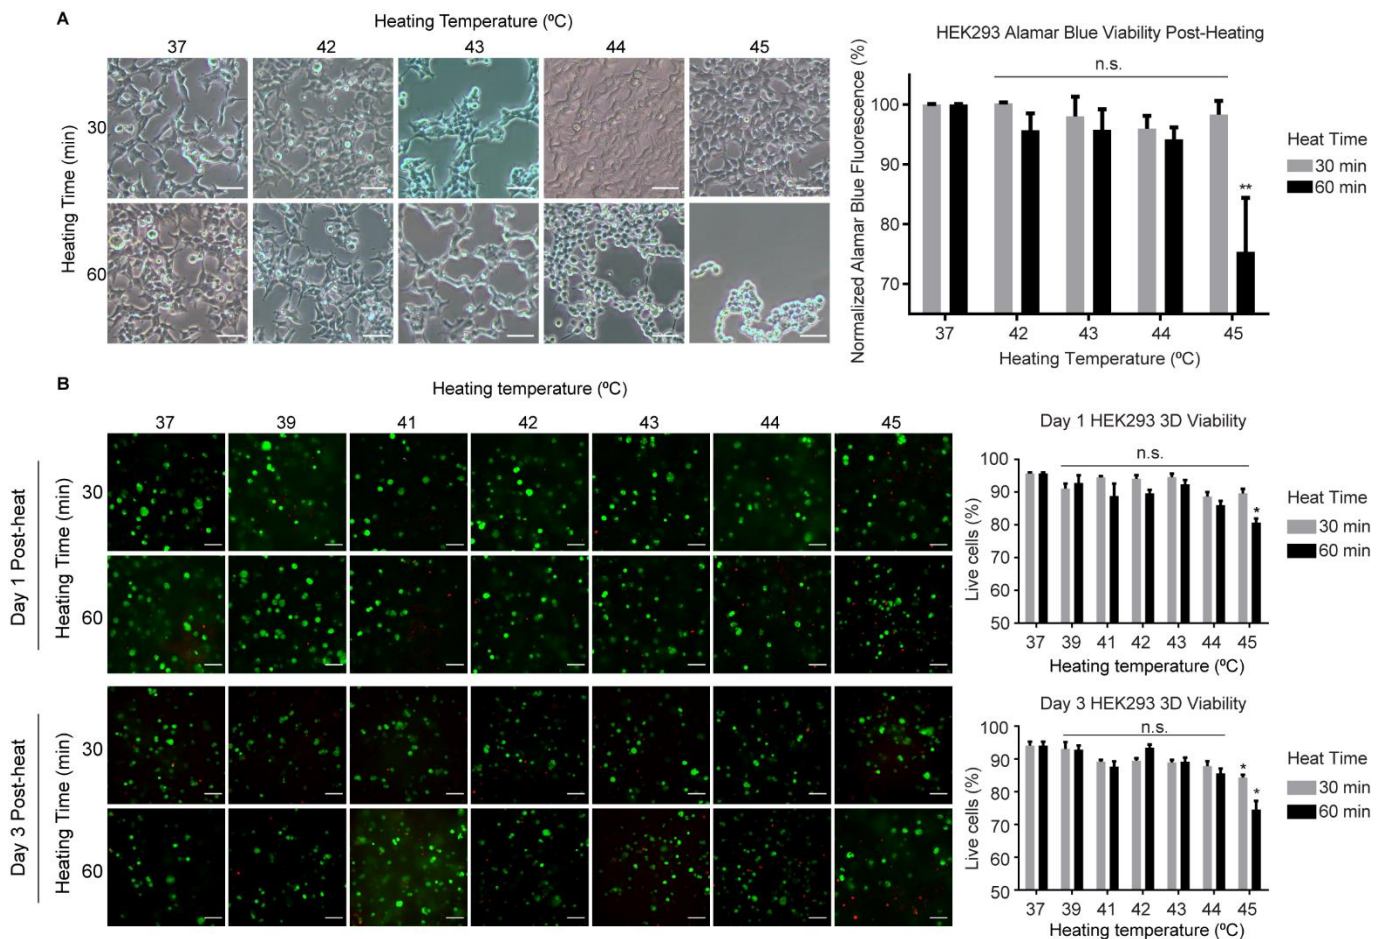 A
Heating Temperature (ºC)
37 42 43 44 45
Heating Time (min)
30
60
HEK293 Alamar Blue Viability Post-Heating
Normalized Alamar Blue Fluorescence (%)
n.s.
100
90
80
70
**
37 42 43 44 45
Heating Temperature (ºC)
Heat Time
30 min
60 min
B
Heating temperature (ºC)
37 39 41 42 43 44 45
Day 1 Post-heat
Heating Time (min)
30
60
Day 1 HEK293 3D Viability
n.s.
Live cells (%)
100
90
80
70
60
50
*
37 39 41 42 43 44 45
Heating temperature (ºC)
Heat Time
30 min
60 min
Day 3 Post-heat
Heating Time (min)
30
60
Day 3 HEK293 3D Viability
n.s.
Live cells (%)
100
90
80
70
60
50
*
*
37 39 41 42 43 44 45
Heating temperature (ºC)
Heat Time
30 min
60 min